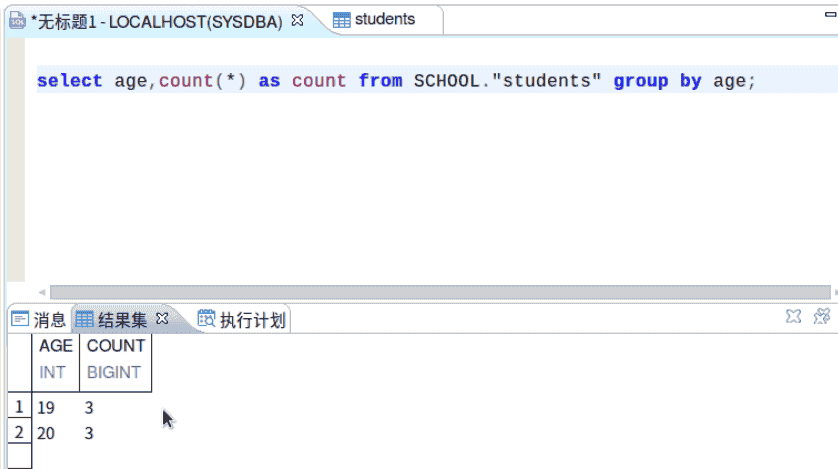 *无标题1 - LOCALHOST(SYSDBA) students
select age,count(*) as count from SCHOOL."students" group by age;
消息 结果集 执行计划
AGE COUNT
INT BIGINT
1 19 3
2 20 3